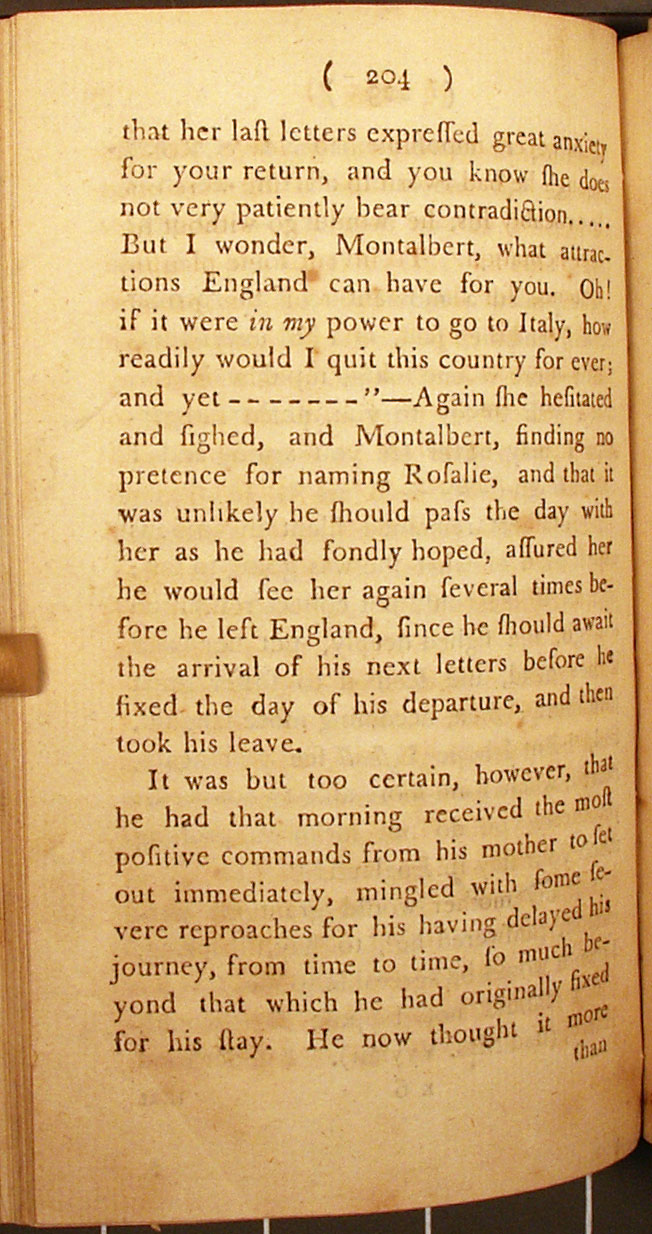 ( 204 )
that her laſt letters expreſſed great anxiety
for your return, and you know ſhe does
not very patiently bear contradiction.....
But I wonder, Montalbert, what attrac-
tions England can have for you. Oh!
if it were in my power to go to Italy, how
readily would I quit this country for ever;
and yet - - - - - - - ”—Again ſhe heſitated
and ſighed, and Montalbert, finding no
pretence for naming Roſalie, and that it
was unlikely he ſhould paſs the day with
her as he had fondly hoped, aſſured her
he would ſee her again ſeveral times be-
fore he left England, ſince he ſhould await
the arrival of his next letters before he
fixed the day of his departure, and then
took his leave.
It was but too certain, however, that
he had that morning received the moſt
poſitive commands from his mother to ſet
out immediately, mingled with ſome ſe-
vere reproaches for his having delayed his
journey, from time to time, ſo much be-
yond that which he had originally fixed
for his ſtay. He now thought it more
than